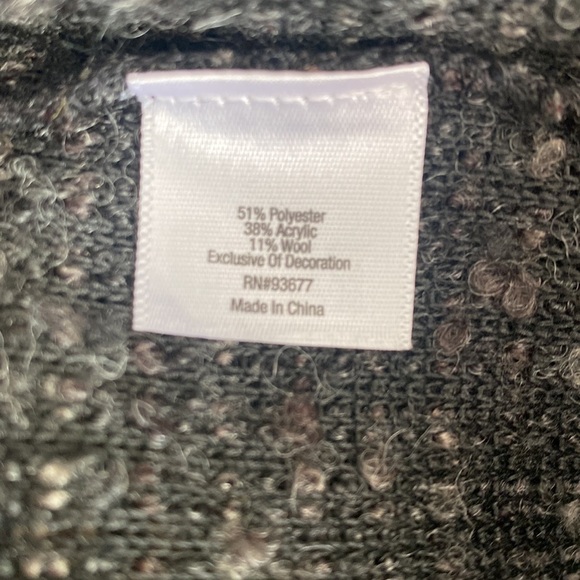 51% Polyester
38% Acrylic
11% Wool
Exclusive Of Decoration
RN#93677
Made In China